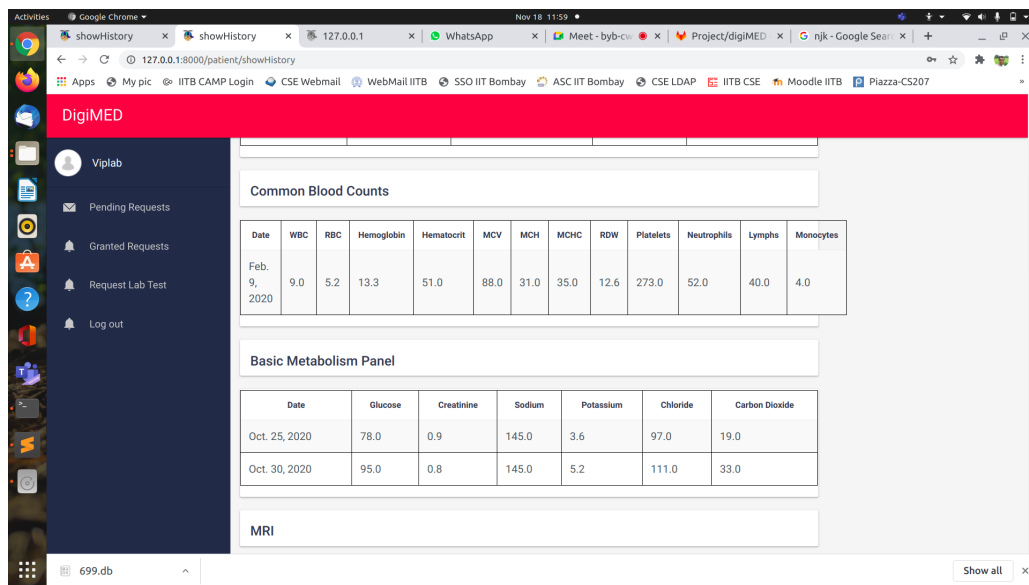 Activities Google Chrome Nov 18 11:59
showHistory showHistory 127.0.0.1 WhatsApp Meet - byb-cw Project/digiMED njk - Google Sear
127.0.0.1:8000/patient/showHistory
Apps My pic IITB CAMP Login CSE Webmail WebMail IITB SSO IIT Bombay ASC IIT Bombay CSE LDAP IITB CSE Moodle IITB Piazza-CS207 »
DigiMED
Viplab
Pending Requests
Granted Requests
Request Lab Test
Log out
Common Blood Counts
Date WBC RBC Hemoglobin Hematocrit MCV MCH MCHC RDW Platelets Neutrophils Lymphs Monocytes
Feb. 9, 2020 9.0 5.2 13.3 51.0 88.0 31.0 35.0 12.6 273.0 52.0 40.0 4.0
Basic Metabolism Panel
Date Glucose Creatinine Sodium Potassium Chloride Carbon Dioxide
Oct. 25, 2020 78.0 0.9 145.0 3.6 97.0 19.0
Oct. 30, 2020 95.0 0.8 145.0 5.2 111.0 33.0
MRI
699.db Show all